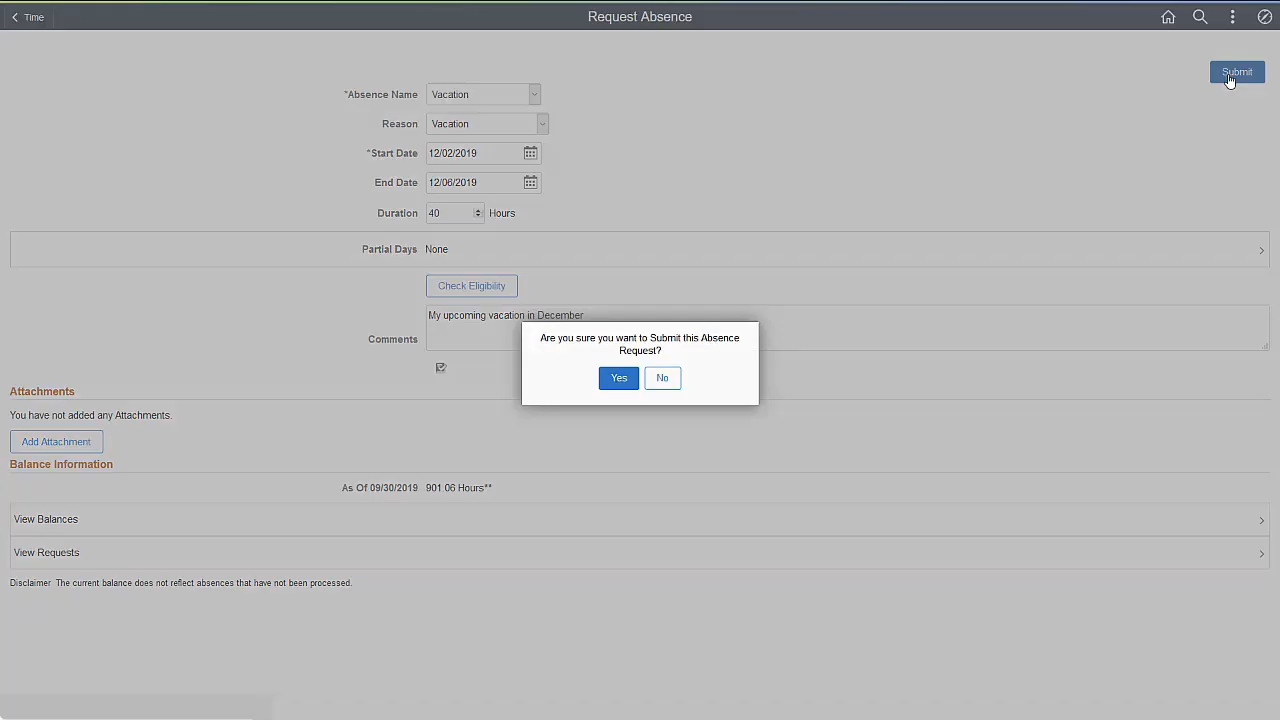 Time
Request Absence
Submit
*Absence Name Vacation
Reason Vacation
*Start Date 12/02/2019
End Date 12/06/2019
Duration 40 Hours
Partial Days None
Check Eligibility
My upcoming vacation in December
Comments
Are you sure you want to Submit this Absence
Request?
Yes No
Attachments
You have not added any Attachments.
Add Attachment
Balance Information
As Of 09/30/2019 901 06 Hours**
View Balances
View Requests
Disclaimer The current balance does not reflect absences that have not been processed.